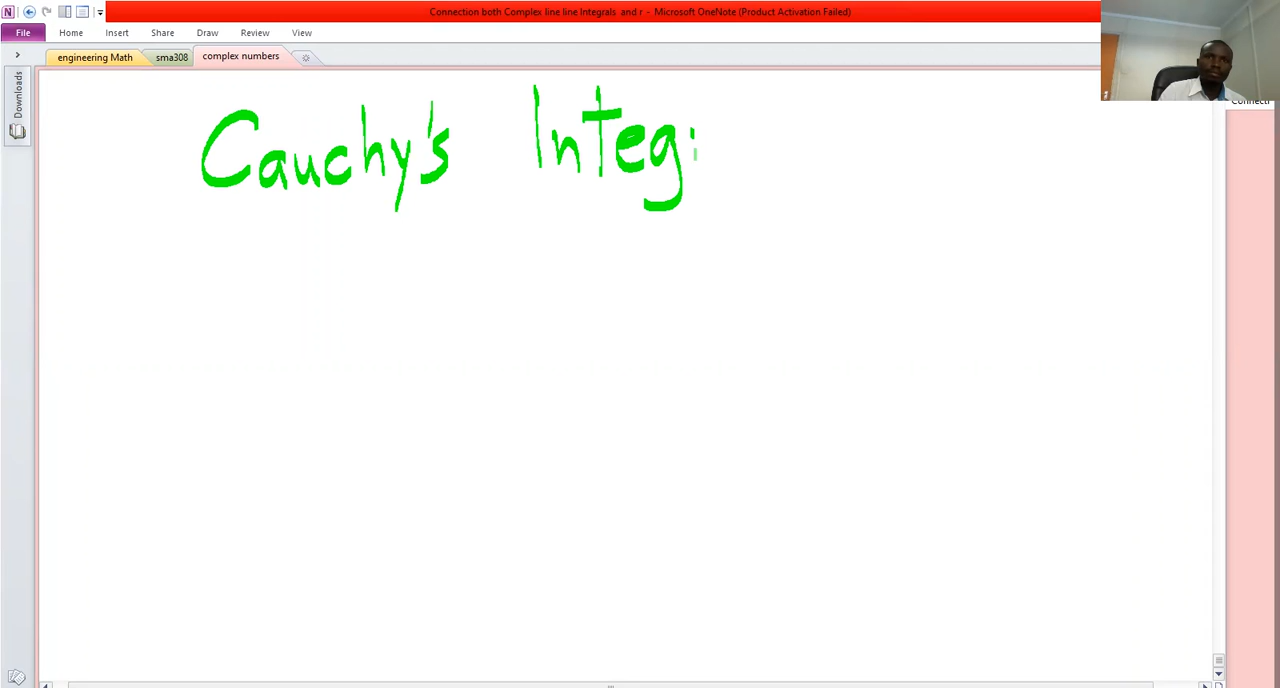 Connection both Complex line line Integrals and r - Microsoft OneNote (Product Activation Failed)
File Home Insert Share Draw Review View
engineering Math sma308 complex numbers
Downloads
Cauchy's Integ
Connecti